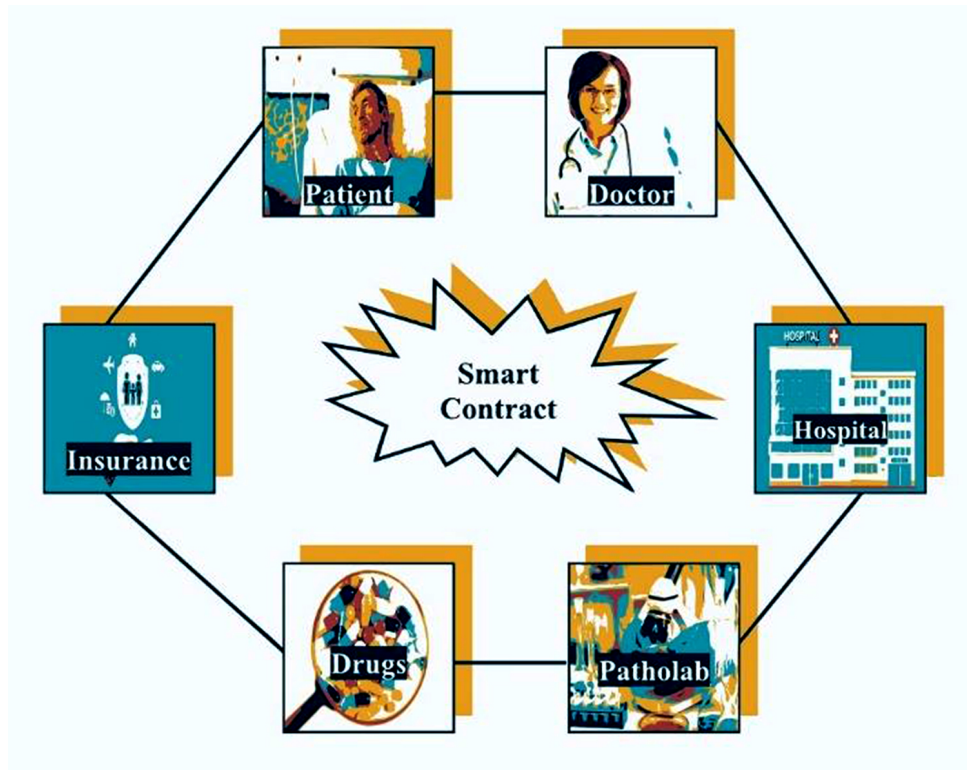 Patient
Doctor
Smart
Contract
HOSPITAL
Hospital
Insurance
Drugs
Patholab